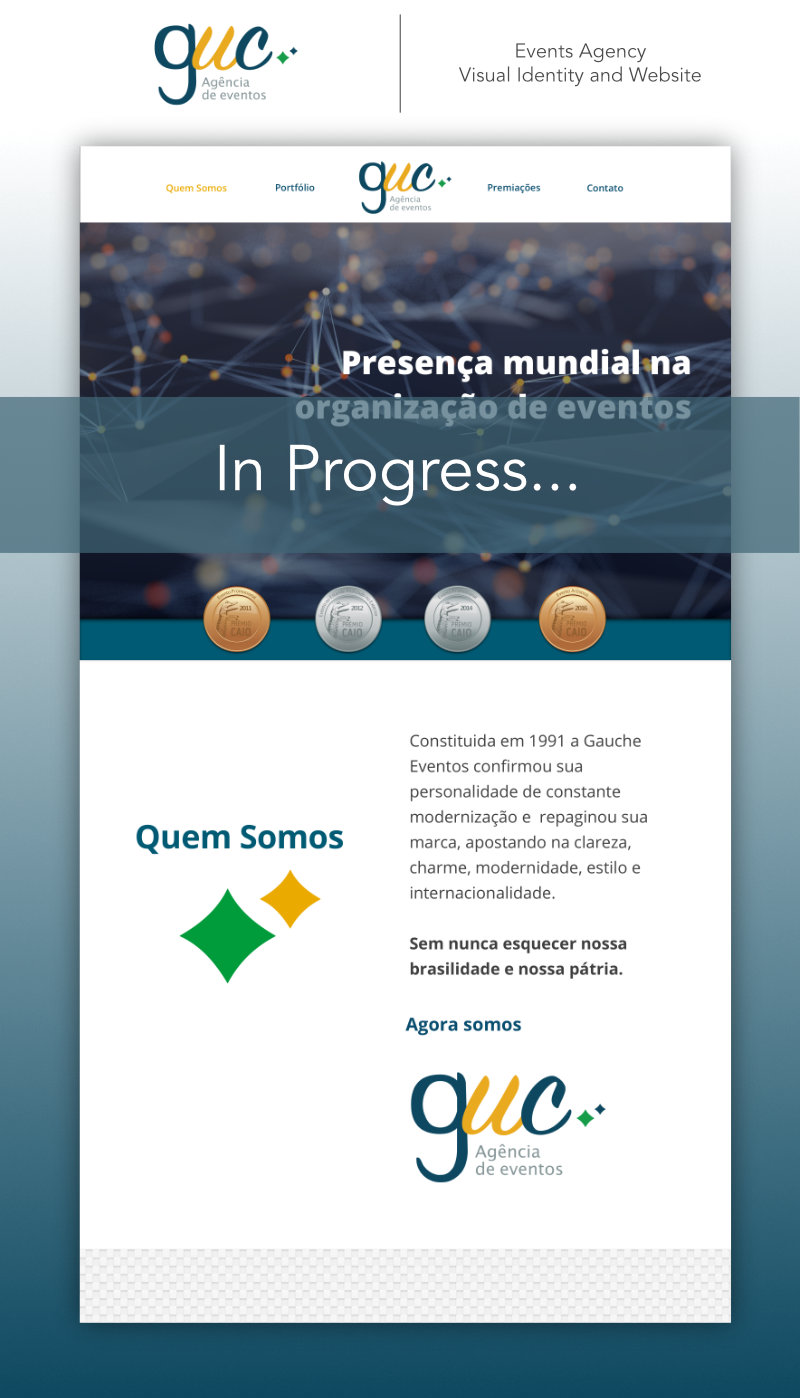 guc
Agência
de eventos
Events Agency
Visual Identity and Website
Quem Somos
Portfólio
guc
Agência
de eventos
Premiações
Contato
Presença mundial na
organização de eventos
In Progress...
2011
PRÊMIO
CAIO
2012
PRÊMIO
CAIO
2014
PRÊMIO
CAIO
PRÊMIO
CAIO
Quem Somos
Constituida em 1991 a Gauche
Eventos confirmou sua
personalidade de constante
modernização e  repaginou sua
marca, apostando na clareza,
charme, modernidade, estilo e
internacionalidade.
Sem nunca esquecer nossa
brasilidade e nossa pátria.
Agora somos
guc
Agência
de eventos